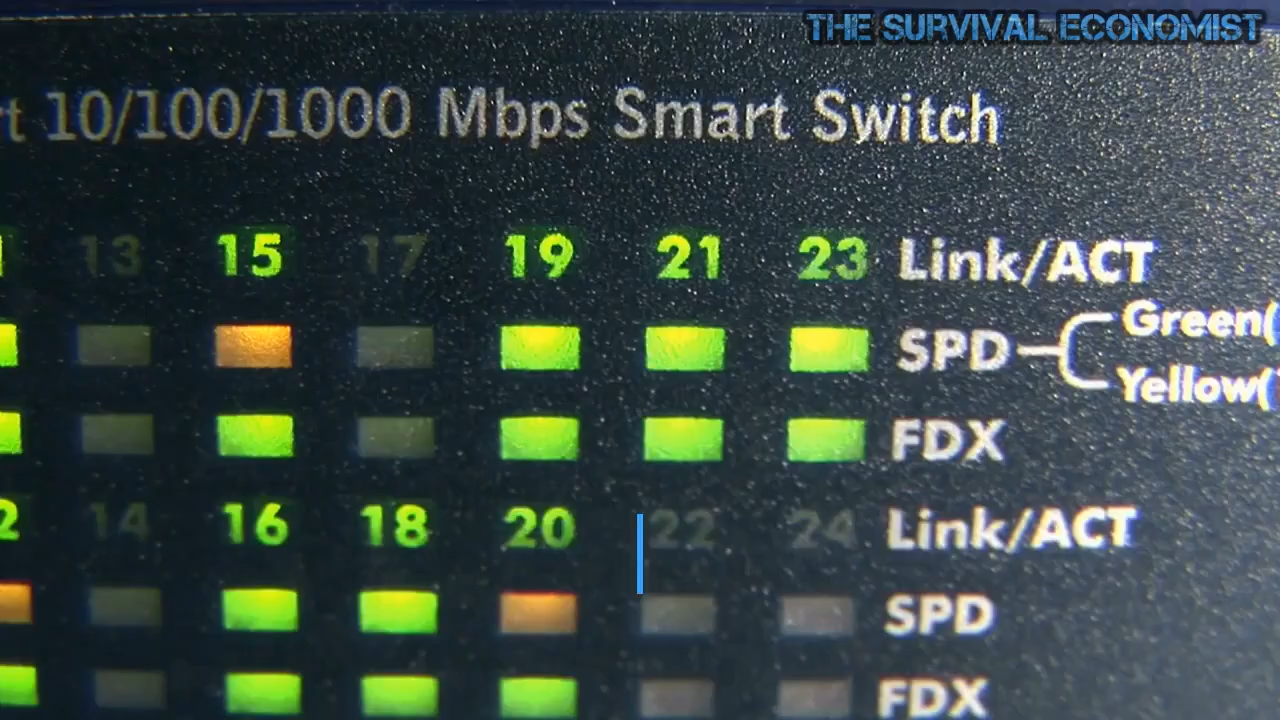 THE SURVIVAL ECONOMIST
10/100/1000 Mbps Smart Switch
13 15 17 19 21 23 Link/ACT
Green(
SPD
Yellow(
FDX
14 16 18 20 22 24 Link/ACT
SPD
FDX